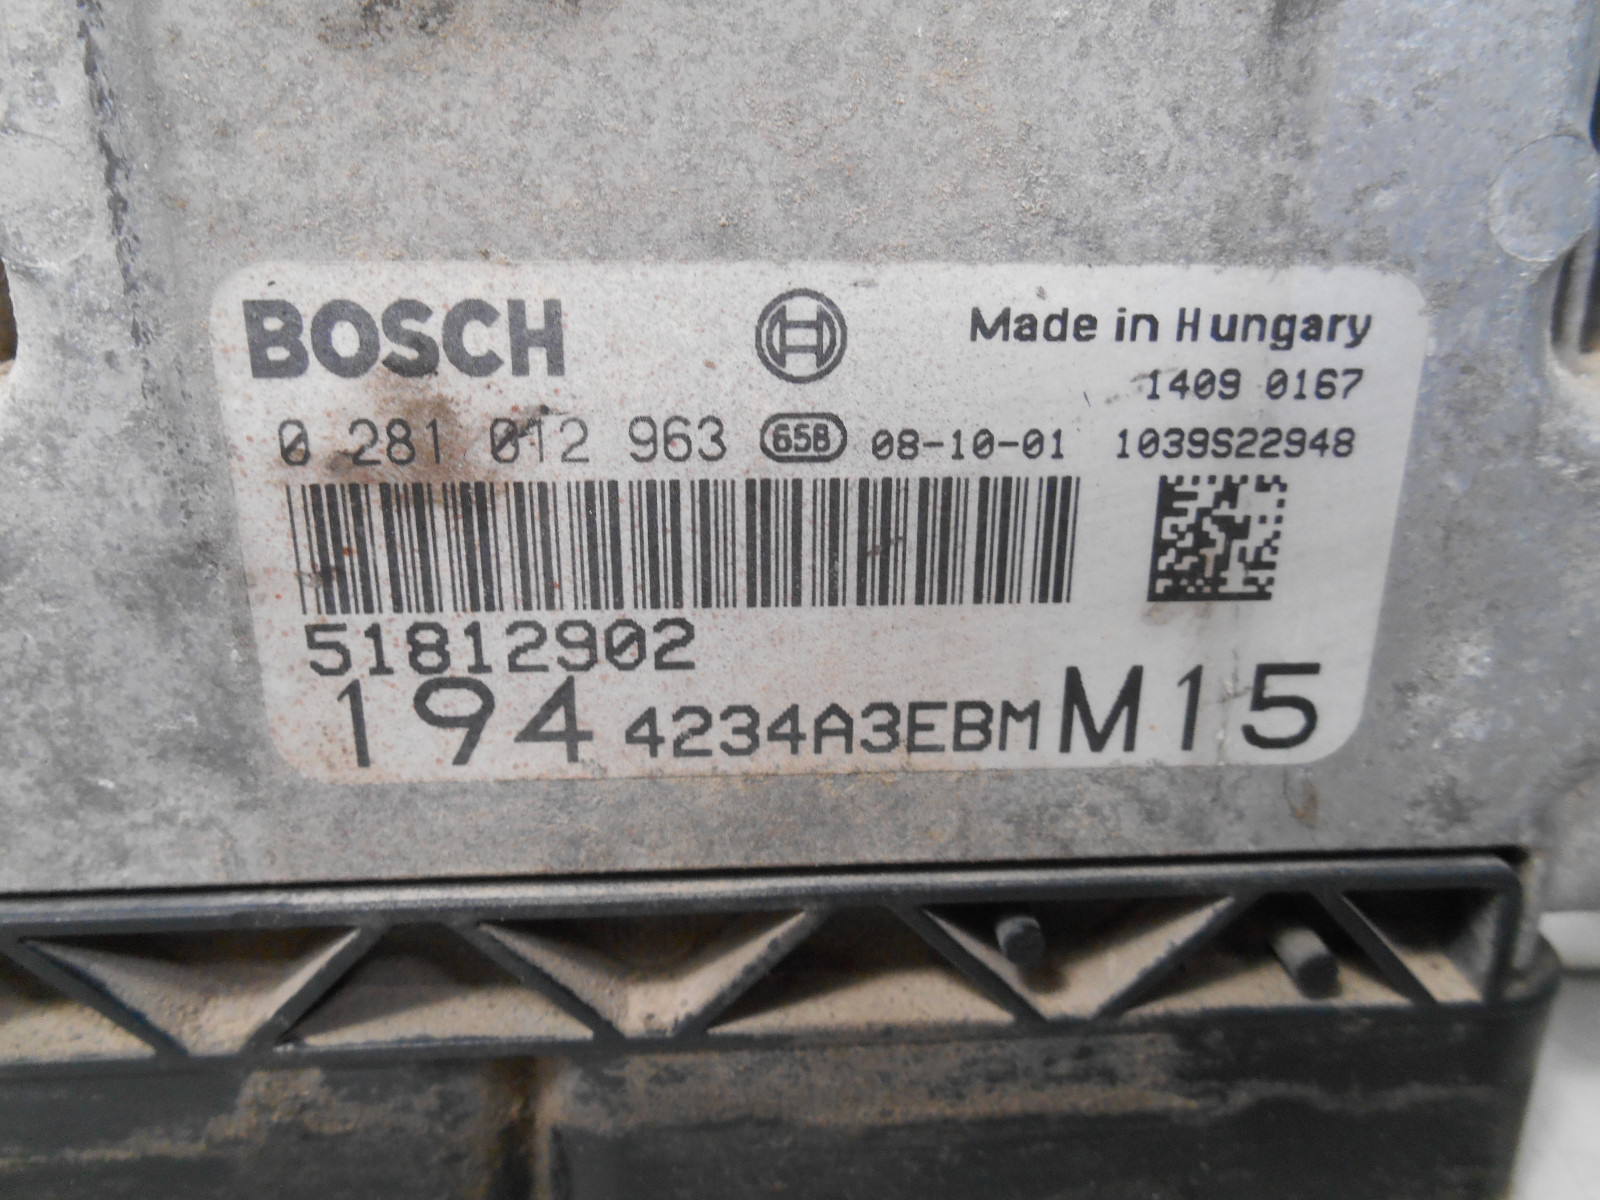 BOSCH Made in Hungary
1409 0167
0 281 012 963 65B 08-10-01 1039S22948
51812902
194 4234A3EBM M15